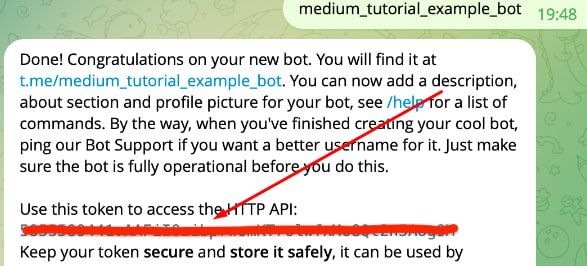 medium_tutorial_example_bot 19:48
Done! Congratulations on your new bot. You will find it at
t.me/medium_tutorial_example_bot. You can now add a description,
about section and profile picture for your bot, see /help for a list of
commands. By the way, when you've finished creating your cool bot,
ping our Bot Support if you want a better username for it. Just make
sure the bot is fully operational before you do this.
Use this token to access the HTTP API:
Keep your token secure and store it safely, it can be used by